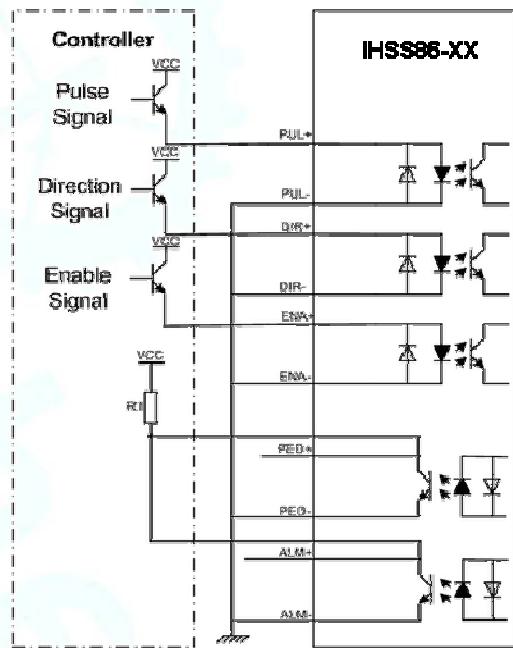 Controller
IHSS86-XX
VCC
Pulse
Signal
PUL+
VCC
Direction
Signal
PUL-
DIR+
VCC
Enable
Signal
DIR-
ENA+
VCC
ENA-
R1
PED+
PED-
ALM+
ALM-